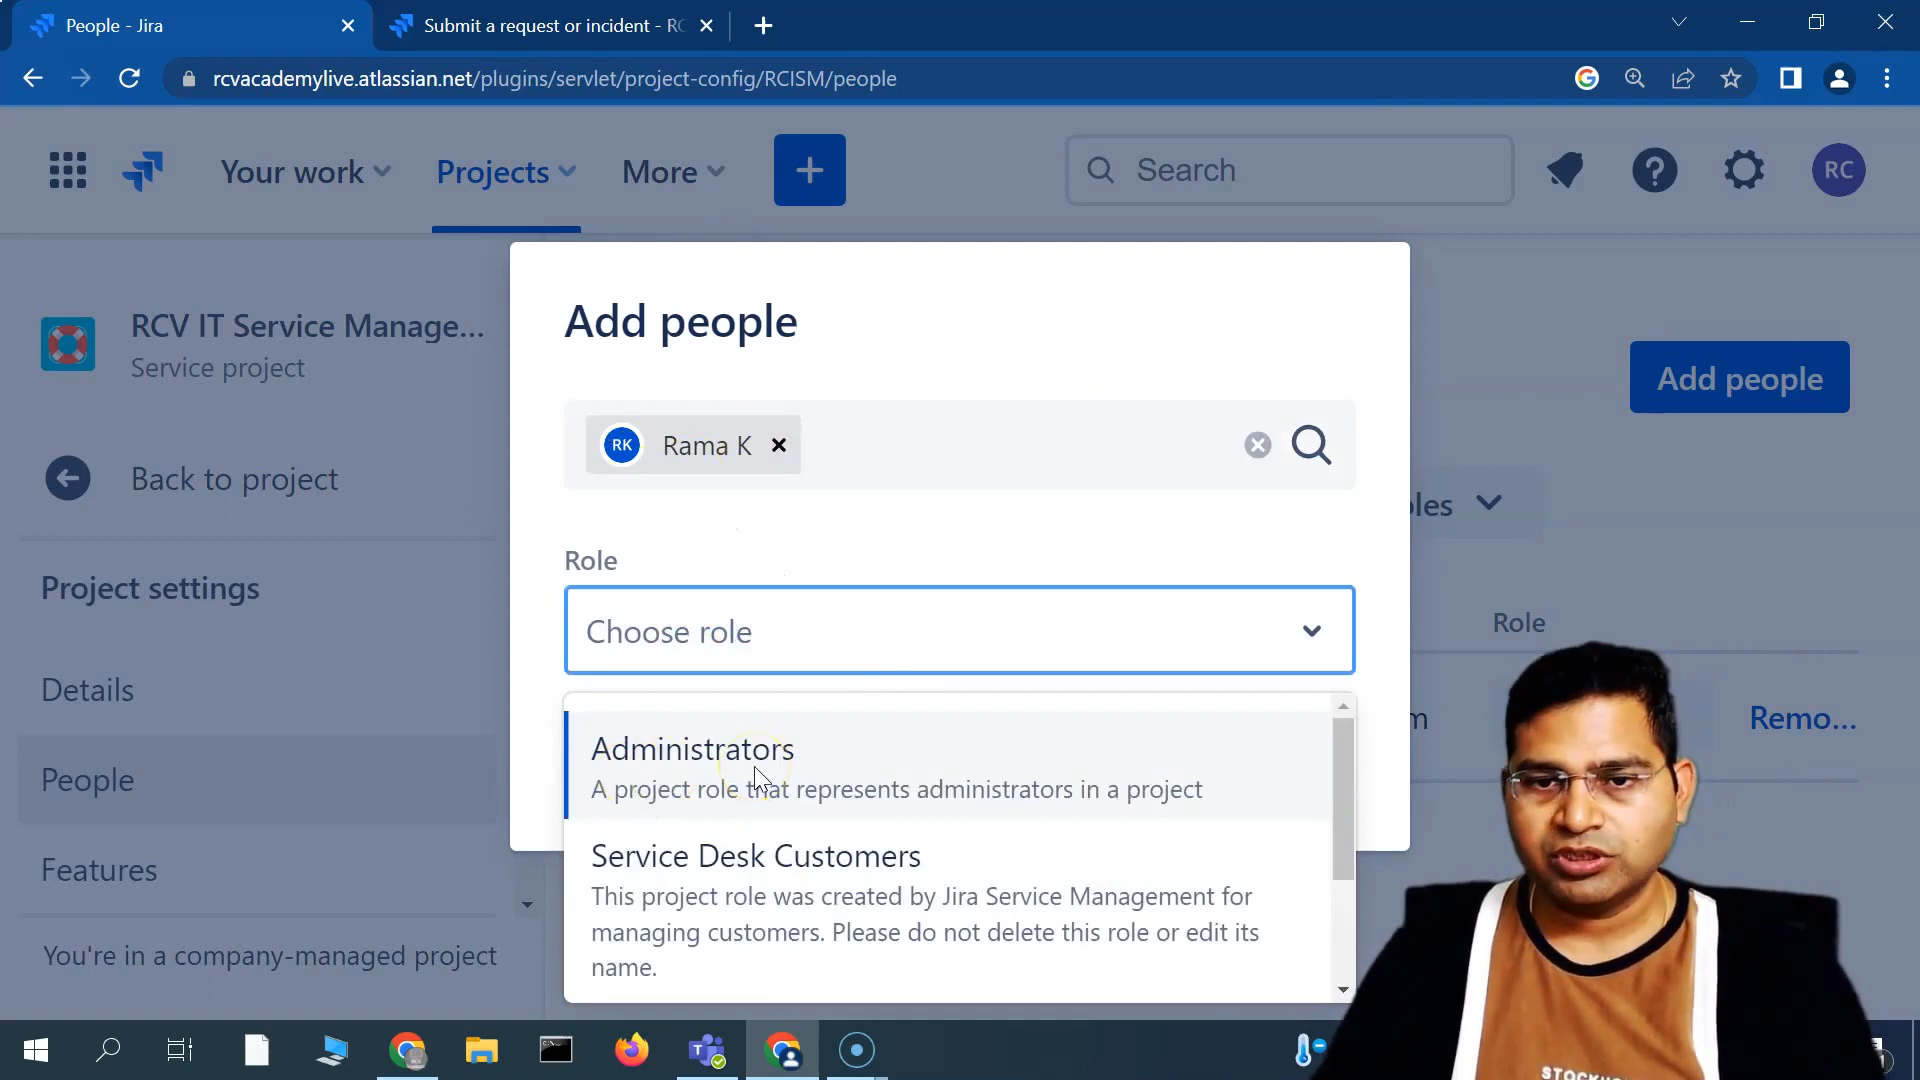 People - Jira
Submit a request or incident - RC
rcvacademylive.atlassian.net/plugins/servlet/project-config/RCISM/people
Your work
Projects
More
Search
RC
RCV IT Service Manage...
Service project
Add people
Add people
RK
Rama K
Back to project
Role
Choose role
Role
Project settings
Details
Remo...
Administrators
A project role that represents administrators in a project
People
Service Desk Customers
This project role was created by Jira Service Management for
managing customers. Please do not delete this role or edit its
name.
Features
You're in a company-managed project